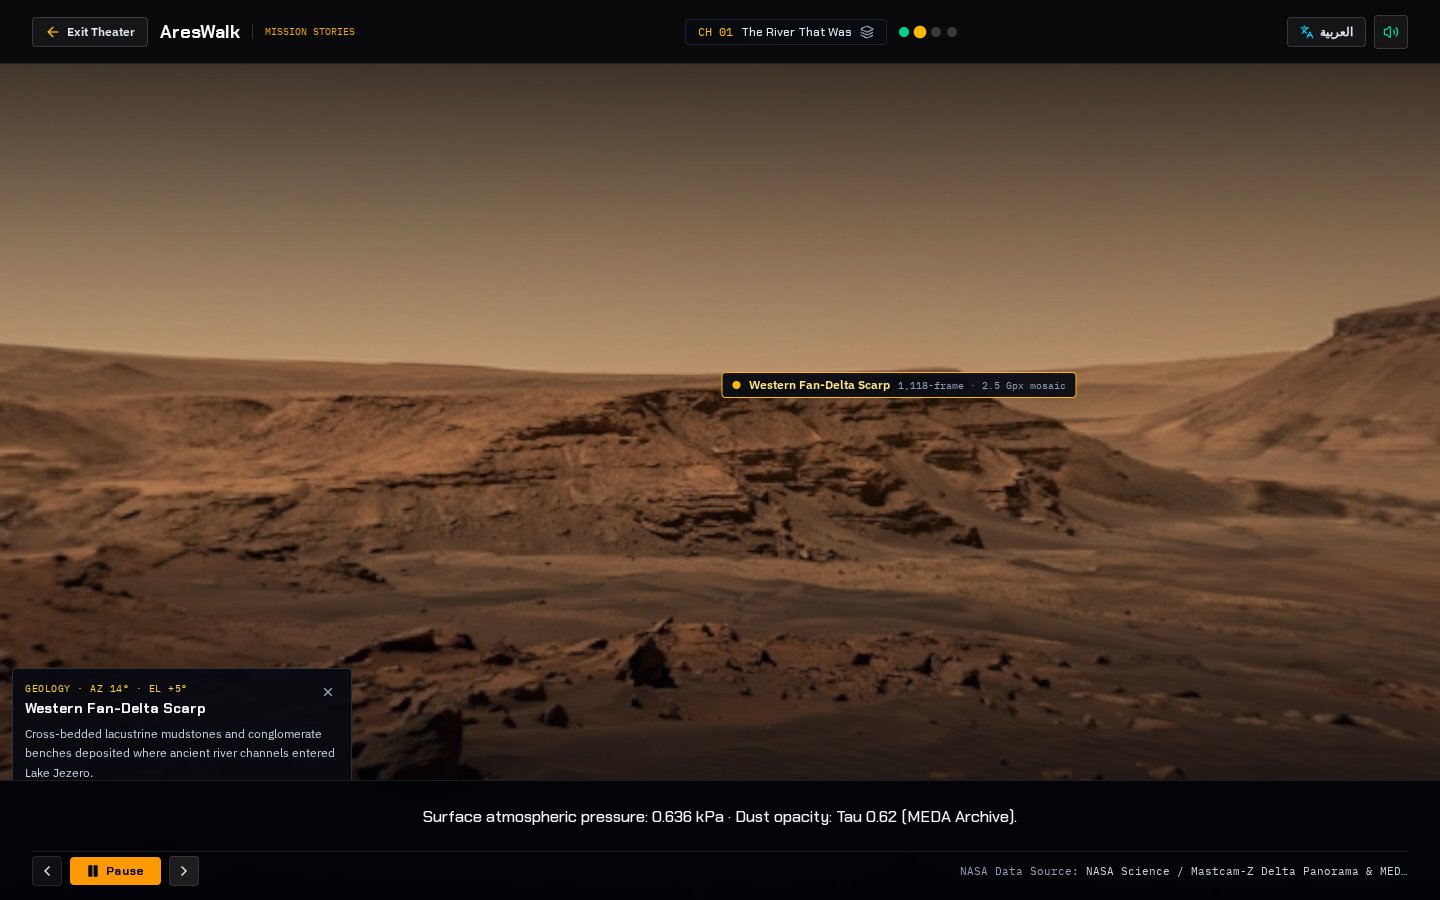 Exit Theater
AresWalk
MISSION STORIES
CH 01 The River That Was
العربية
Western Fan-Delta Scarp 1,118-frame · 2.5 Gpx mosaic
GEOLOGY · AZ 14° · EL +5°
Western Fan-Delta Scarp
Cross-bedded lacustrine mudstones and conglomerate
benches deposited where ancient river channels entered
Lake Jezero.
Surface atmospheric pressure: 0.636 kPa · Dust opacity: Tau 0.62 (MEDA Archive).
Pause
NASA Data Source: NASA Science / Mastcam-Z Delta Panorama & MED…